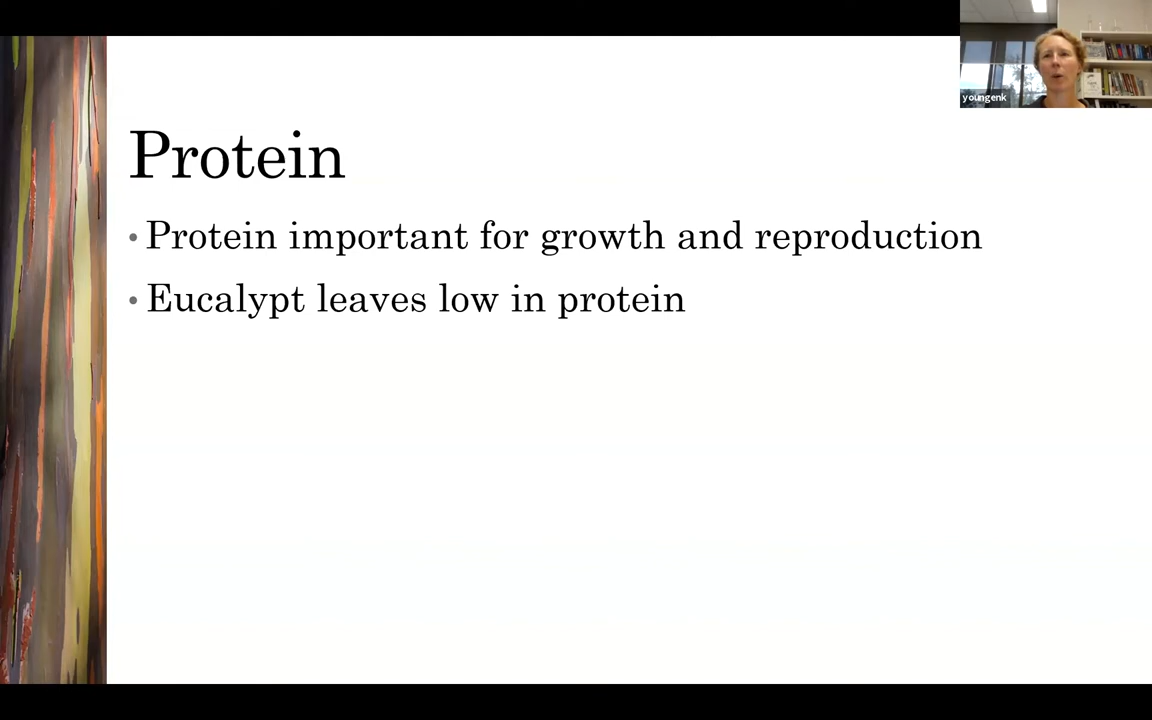 youngenk
Protein
• Protein important for growth and reproduction
• Eucalypt leaves low in protein